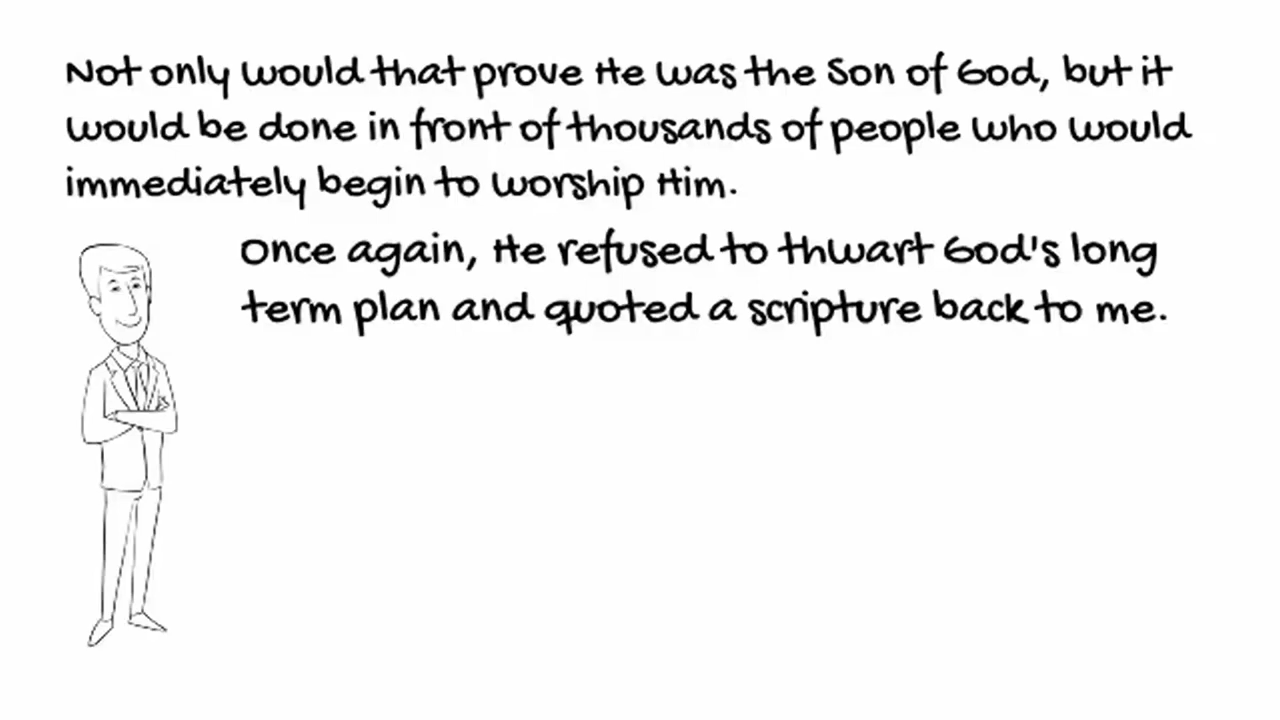 Not only would that prove He was the Son of God, but it
would be done in front of thousands of people who would
immediately begin to worship Him.
Once again, He refused to thwart God's long
term plan and quoted a scripture back to me.